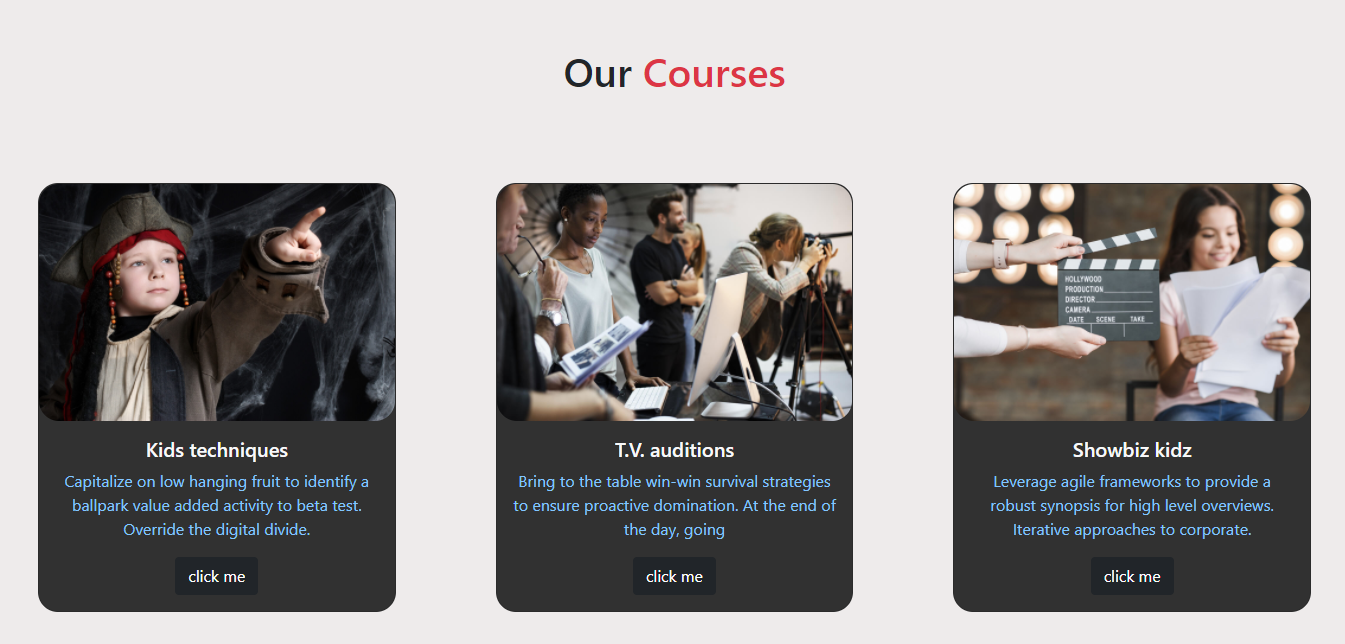 Our Courses
HOLLYWOOD
PRODUCTION
DIRECTOR
CAMERA
DATE SCENE TAKE
Kids techniques
Capitalize on low hanging fruit to identify a
ballpark value added activity to beta test.
Override the digital divide.
click me
T.V. auditions
Bring to the table win-win survival strategies
to ensure proactive domination. At the end of
the day, going
click me
Showbiz kidz
Leverage agile frameworks to provide a
robust synopsis for high level overviews.
Iterative approaches to corporate.
click me